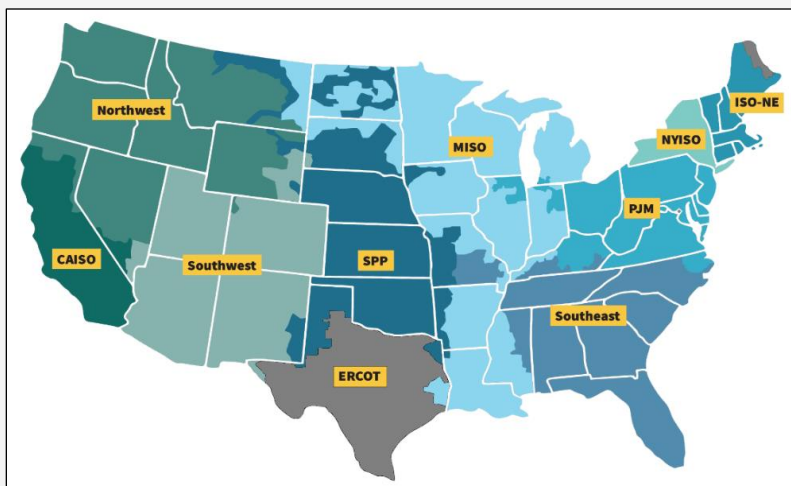 ISO-NE
Northwest
NYISO
MISO
PJM
CAISO
Southwest
SPP
Southeast
ERCOT